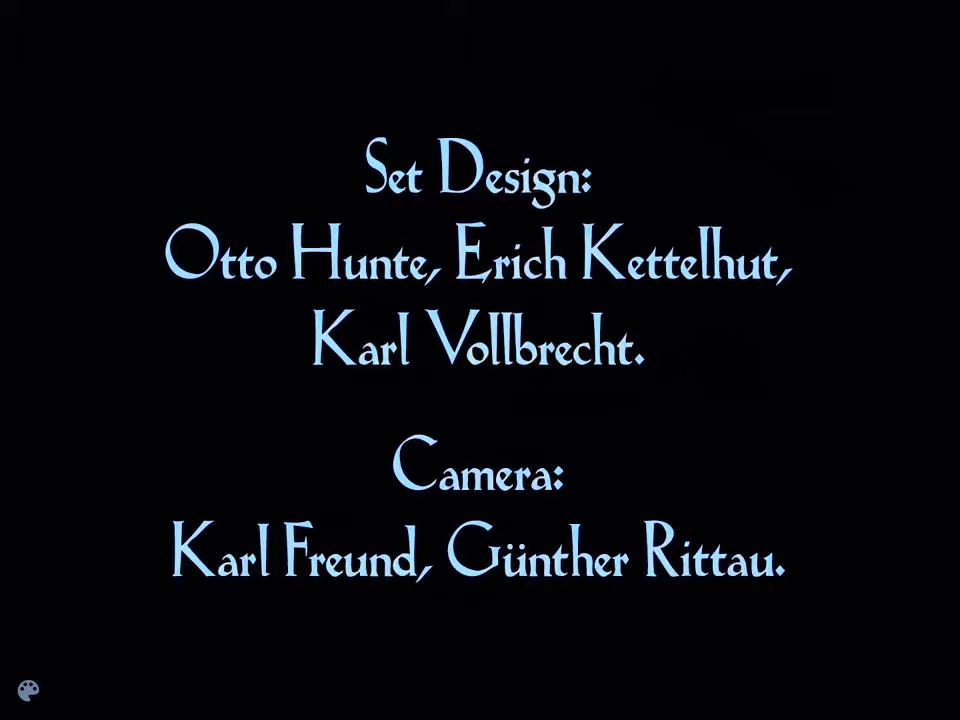 Set Design:
Otto Hunte, Erich Kettelhut,
Karl Vollbrecht.
Camera:
Karl Freund, Günther Rittau.